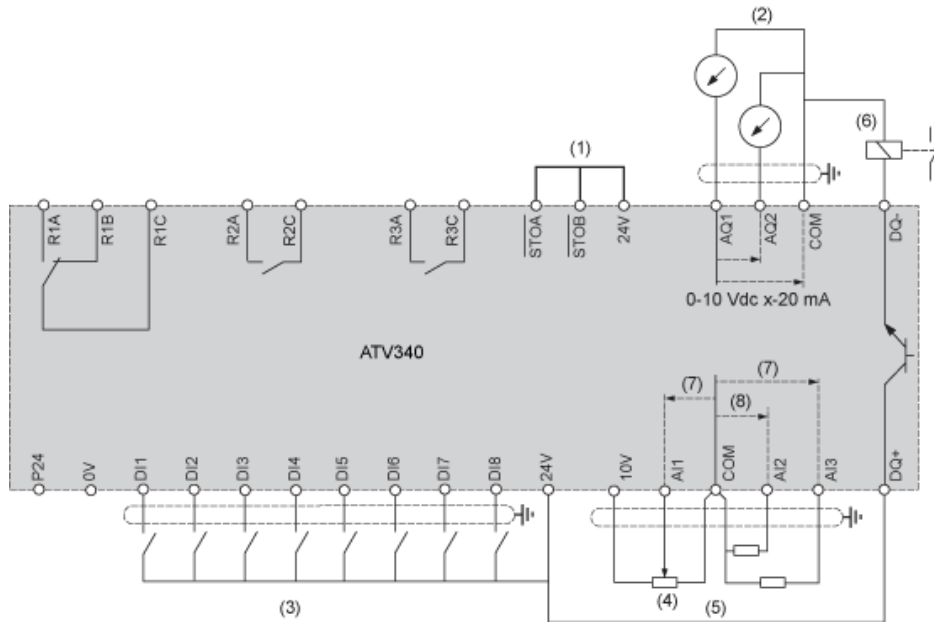 (2)
(6)
(1)
R1A
R1B
R1C
R2A
R2C
R3A
R3C
STOA
STOB
24V
AQ1
AQ2
COM
DQ-
0-10 Vdc x-20 mA
ATV340
(7)
(7)
(8)
P24
0V
DI1
DI2
DI3
DI4
DI5
DI6
DI7
DI8
24V
10V
AI1
COM
AI2
AI3
DQ+
(3)
(4)
(5)